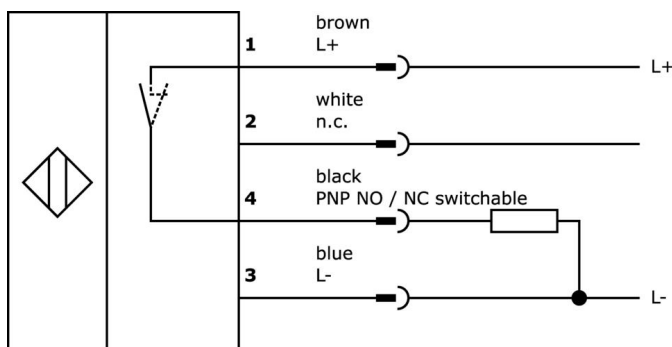 brown
1 L+
L+
white
2 n.c.
black
4 PNP NO / NC switchable
blue
3 L-
L-